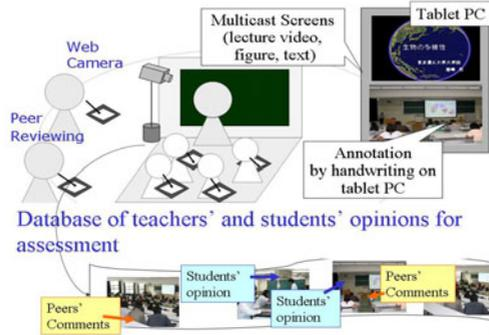 Multicast Screens
(lecture video,
figure, text)
Tablet PC
Web
Camera
生物の多様性
Peer
Reviewing
Annotation
by handwriting on
tablet PC
Database of teachers' and students' opinions for
assessment
Students'
opinion
Peers'
Comments
Students'
opinion
Peers'
Comments